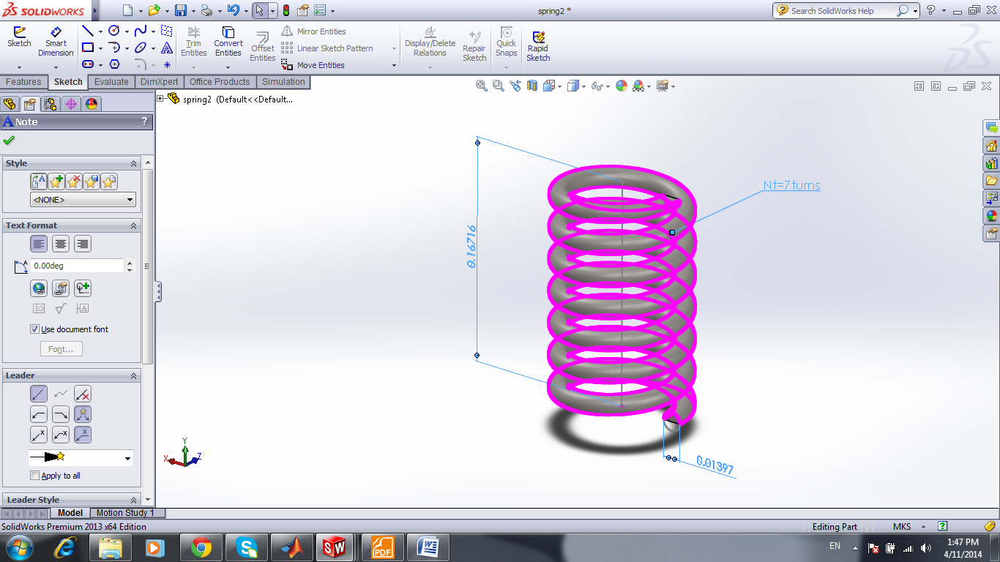 SOLIDWORKS
spring2 *
Search SolidWorks Help
Sketch
Smart Dimension
Trim Entities
Convert Entities
Offset Entities
Mirror Entities
Linear Sketch Pattern
Move Entities
Display/Delete Relations
Repair Sketch
Quick Snaps
Rapid Sketch
Features
Sketch
Evaluate
DimXpert
Office Products
Simulation
spring2 (Default<<Default...
Note
?
Style
<NONE>
Text Format
0.00deg
Use document font
Font...
Leader
Apply to all
Leader Style
0.16716
Nt=7turns
0.01397
Y
X
Z
Model
Motion Study 1
SolidWorks Premium 2013 x64 Edition
Editing Part
MKS
EN
1:47 PM
4/11/2014
SW
PDF